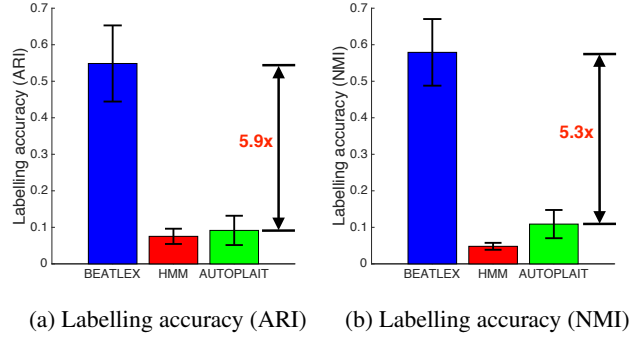 Labelling accuracy (ARI)
0.7
0.6
0.5
0.4
0.3
0.2
0.1
0
5.9x
BEATLEX HMM AUTOPLAIT
(a) Labelling accuracy (ARI)
Labelling accuracy (NMI)
0.7
0.6
0.5
0.4
0.3
0.2
0.1
0
5.3x
BEATLEX HMM AUTOPLAIT
(b) Labelling accuracy (NMI)